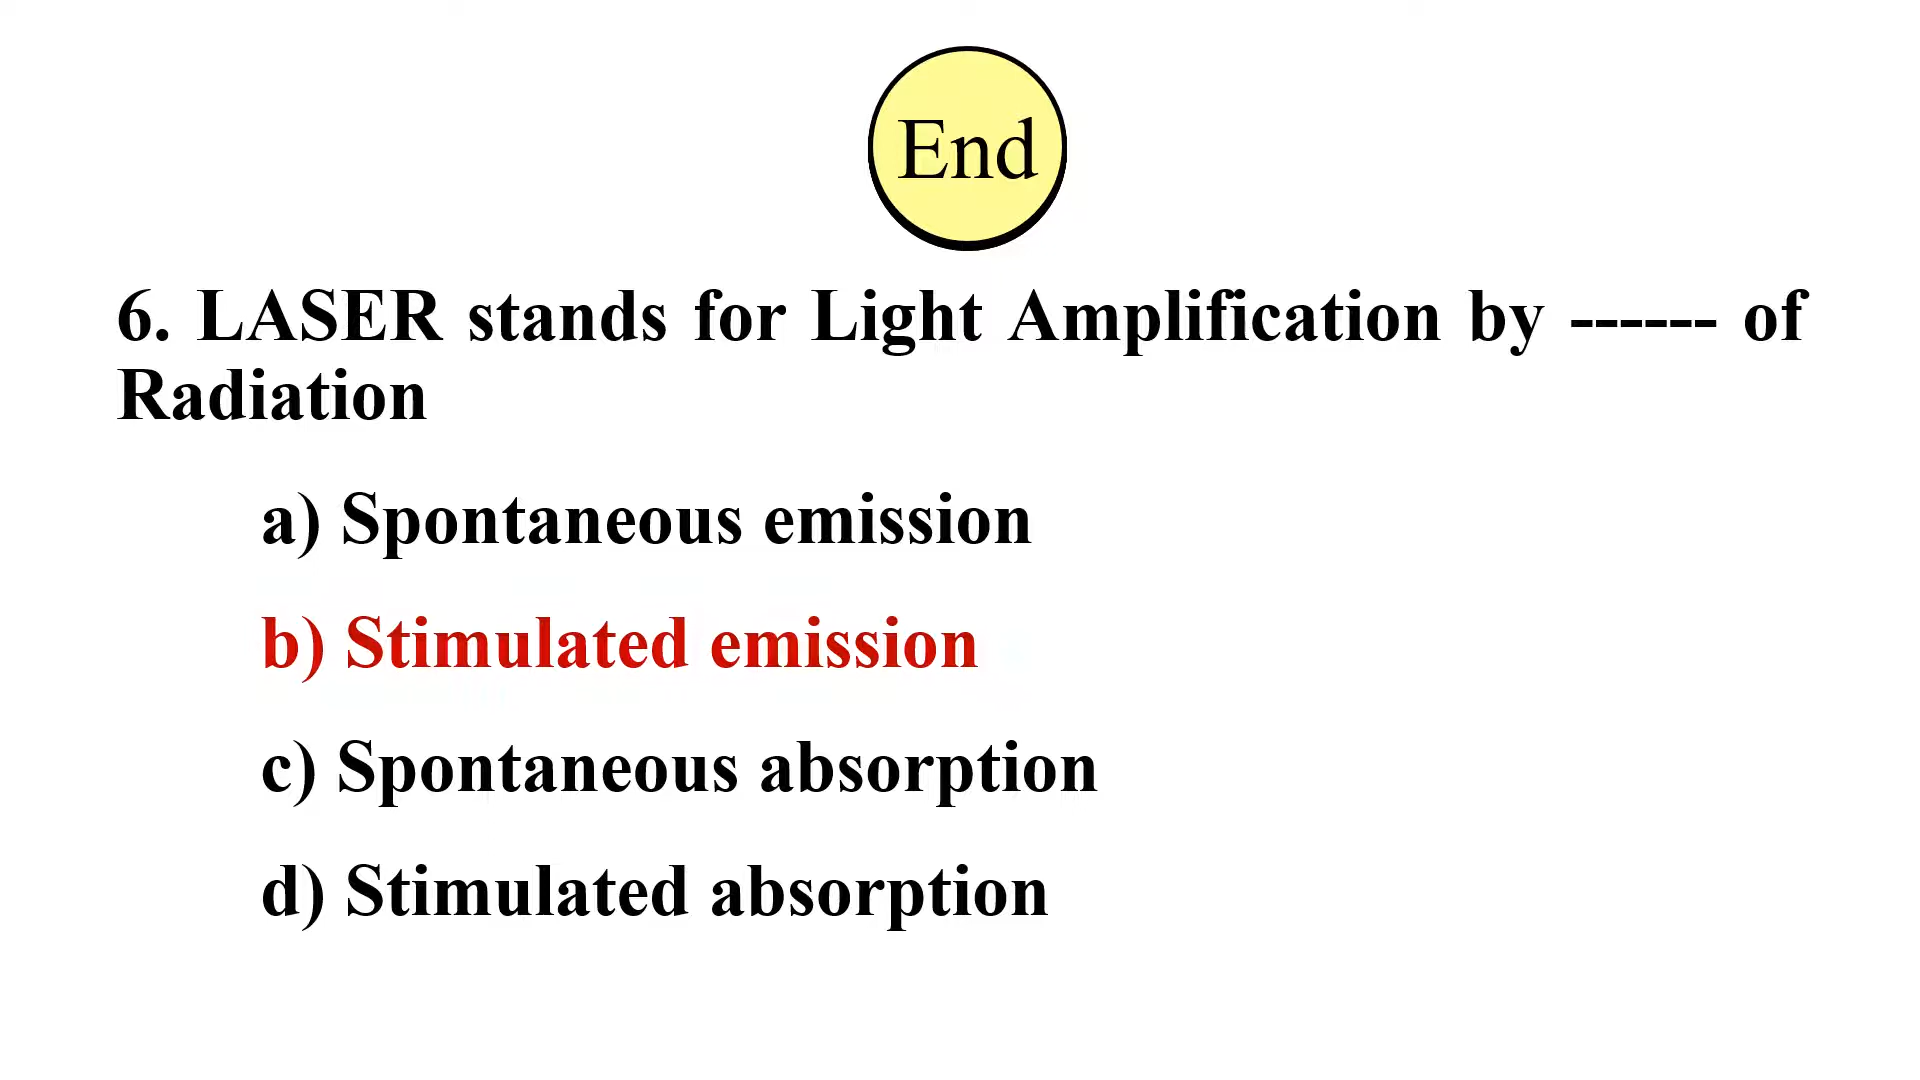 End
6. LASER stands for Light Amplification by ------ of
Radiation
a) Spontaneous emission
b) Stimulated emission
c) Spontaneous absorption
d) Stimulated absorption